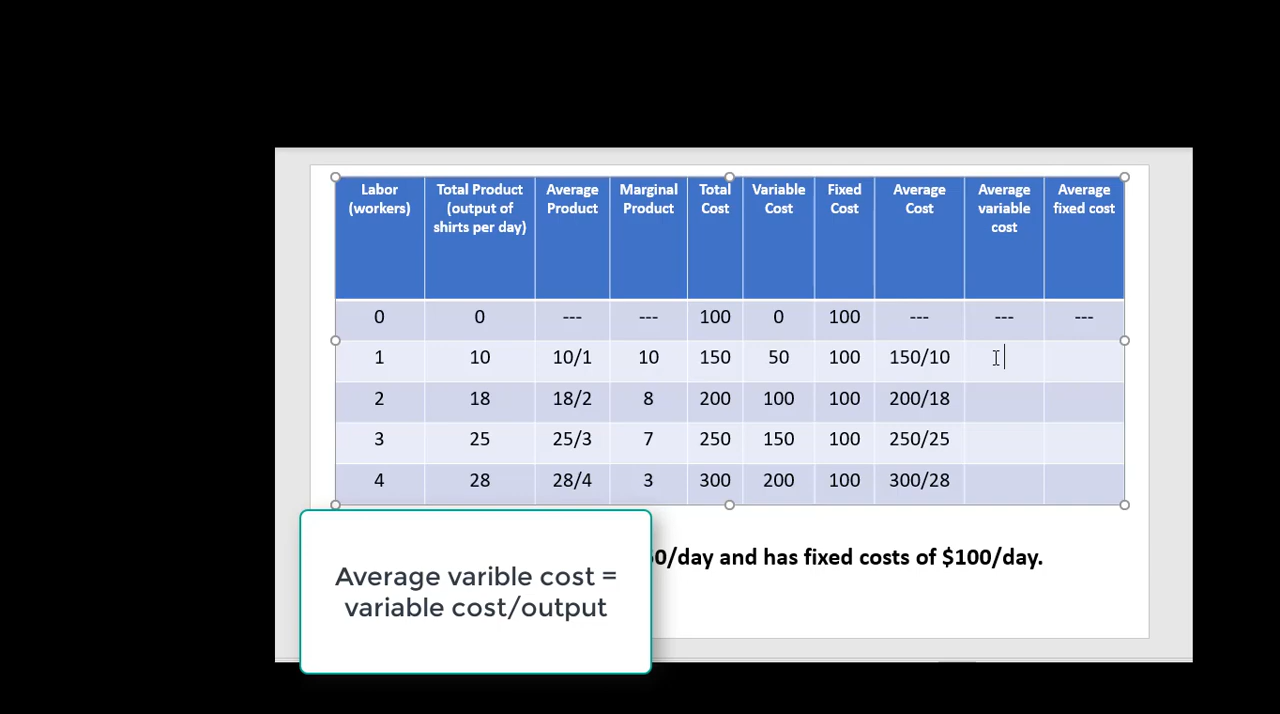 Labor (workers) Total Product (output of shirts per day) Average Product Marginal Product Total Cost Variable Cost Fixed Cost Average Cost Average variable cost Average fixed cost
0 0 --- --- 100 0 100 --- --- ---
1 10 10/1 10 150 50 100 150/10
2 18 18/2 8 200 100 100 200/18
3 25 25/3 7 250 150 100 250/25
4 28 28/4 3 300 200 100 300/28
/day and has fixed costs of $100/day.
Average varible cost =
variable cost/output